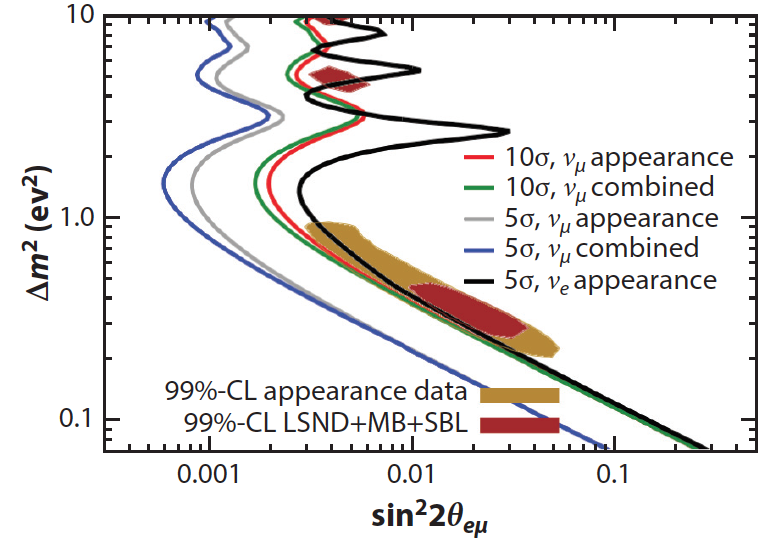 10
1.0
0.1
Δm² (ev²)
10σ, νμ appearance
10σ, νμ combined
5σ, νμ appearance
5σ, νμ combined
5σ, νe appearance
99%-CL appearance data
99%-CL LSND+MB+SBL
0.001 0.01 0.1
sin²2θeμ